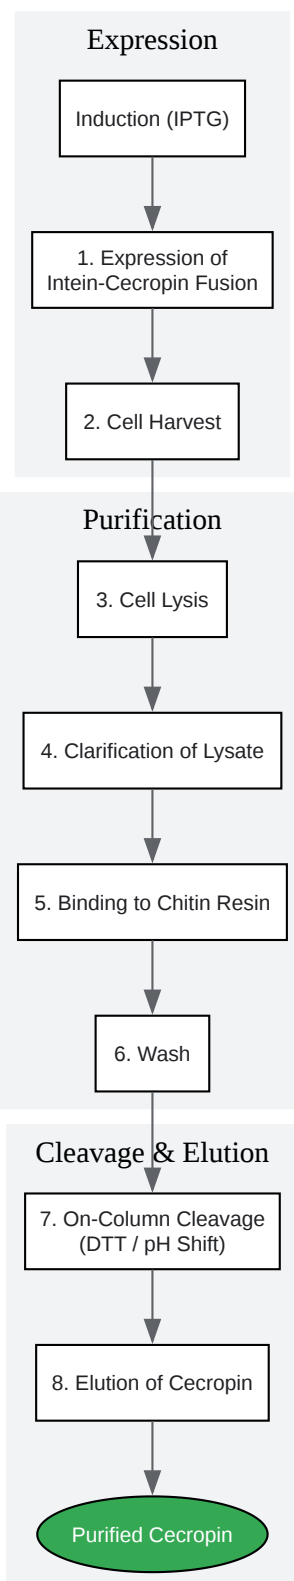 Expression
Induction (IPTG)
1. Expression of
Intein-Cecropin Fusion
2. Cell Harvest
Purification
3. Cell Lysis
4. Clarification of Lysate
5. Binding to Chitin Resin
6. Wash
Cleavage & Elution
7. On-Column Cleavage
(DTT / pH Shift)
8. Elution of Cecropin
Purified Cecropin